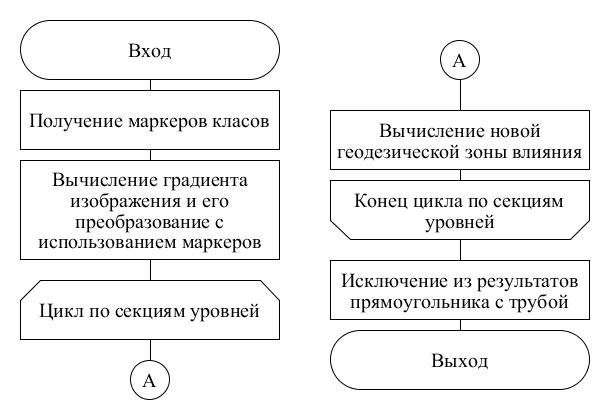 Вход
Получение маркеров класов
Вычисление градиента
изображения и его
преобразование с
использованием маркеров
Цикл по секциям уровней
А
А
Вычисление новой
геодезической зоны влияния
Конец цикла по секциям
уровней
Исключение из результатов
прямоугольника с трубой
Выход